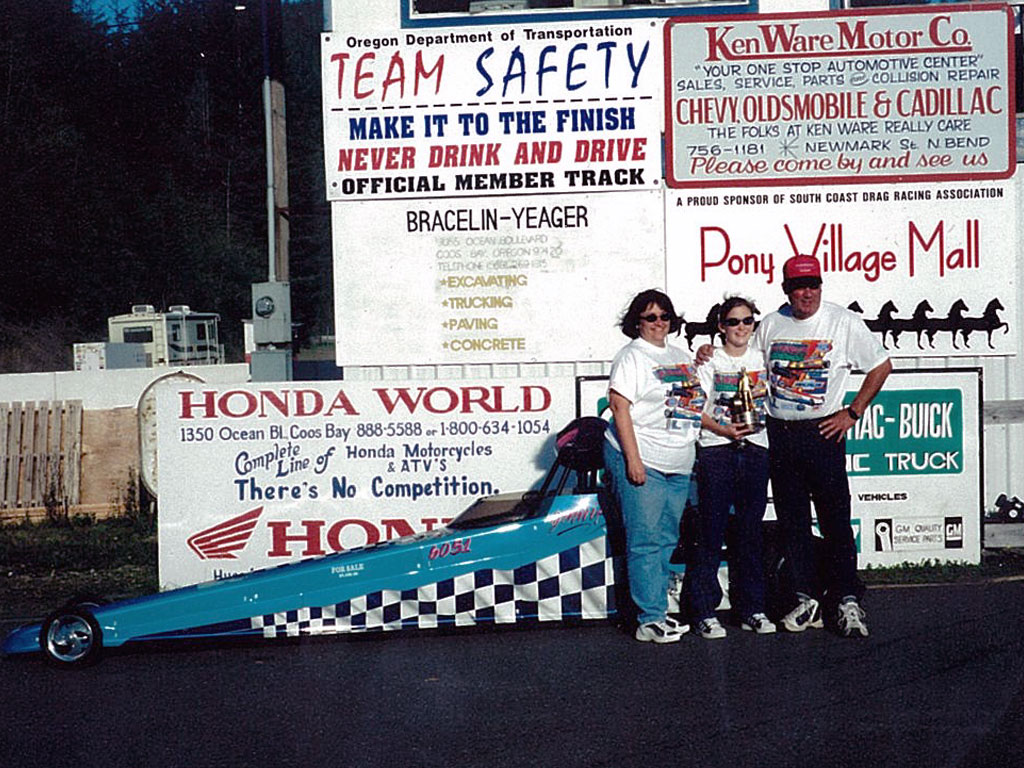 Oregon Department of Transportation
TEAM SAFETY
MAKE IT TO THE FINISH
NEVER DRINK AND DRIVE
OFFICIAL MEMBER TRACK
Ken Ware Motor Co.
"YOUR ONE STOP AUTOMOTIVE CENTER"
SALES, SERVICE, PARTS AND COLLISION REPAIR
CHEVY, OLDSMOBILE & CADILLAC
THE FOLKS AT KEN WARE REALLY CARE
756-1181 NEWMARK St. N. BEND
Please come by and see us
A PROUD SPONSOR OF SOUTH COAST DRAG RACING ASSOCIATION
Pony Village Mall
BRACELIN-YEAGER
OCEAN BOULEVARD
COOS BAY, OREGON 97420
*EXCAVATING
*TRUCKING
*PAVING
*CONCRETE
HONDA WORLD
1350 Ocean Bl. Coos Bay 888-5588 or 1-800-634-1054
Complete Line of Honda Motorcycles & ATV'S
There's No Competition.
HON
AC-BUICK
C TRUCK
VEHICLES
GM QUALITY
SERVICE PARTS
GM
6051
FOR SALE